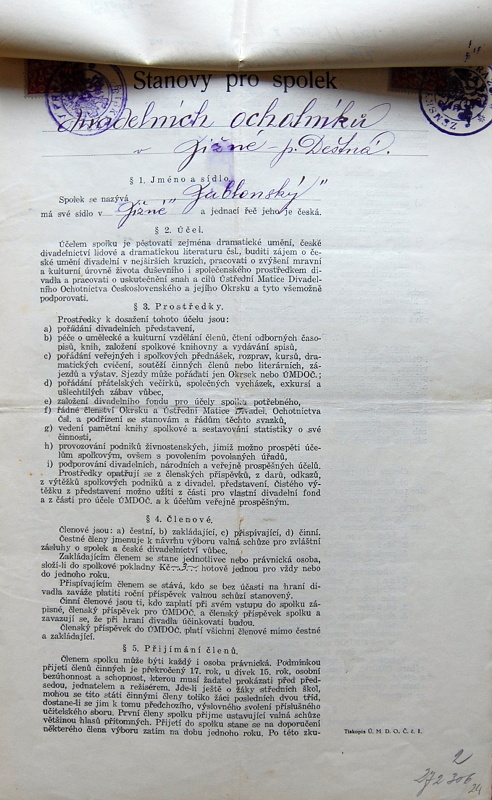 Stanovy pro spolek
divadelních ochotníků
v Jižné - p. Deštná.
§ 1. Jméno a sídlo.
Spolek se nazývá „Jablonský"
má své sídlo v Jižné a jednací řeč jeho je česká.
§ 2. Účel.
Účelem spolku je pěstovati zejména dramatické umění, české
divadelnictví lidové a dramatickou literaturu čsl., buditi zájem o če-
ské umění divadelní v nejširších kruzích, pracovati o zvýšení mravní
a kulturní úrovně života duševního i společenského prostředkem di-
vadla a pracovati o uskutečnění snah a cílů Ústřední Matice Divadel-
ního Ochotnictva Československého a jejího Okrsku a tyto všemožně
podporovati.
§ 3. Prostředky.
Prostředky k dosažení tohoto účelu jsou:
a) pořádání divadelních představení,
b) péče o umělecké a kulturní vzdělání členů, čtení odborných časo-
pisů, knih, založení spolkové knihovny a vydávání spisů,
c) pořádání veřejných i spolkových přednášek, rozprav, kursů, dra-
matických cvičení, soutěží činných členů nebo literárních, zá-
jezdů a výstav. Sjezdy může pořádati jen Okrsek nebo ÚMDOČ.;
d) pořádání přátelských večírků, společných vycházek, exkursí a
ušlechtilých zábav vůbec,
e) založení divadelního fondu pro účely spolku potřebného,
f) řádné členství Okrsku a Ústřední Matice Divadel. Ochotnictva
Čsl. a podřízení se stanovám a řádům těchto svazků,
g) vedení pamětní knihy spolkové a sestavování statistiky o své
činnosti,
h) provozování podniků živnostenských, jimiž možno prospěti úče-
lům spolkovým, ovšem s povolením povolaných úřadů,
i) podporování divadelních, národních a veřejně prospěšných účelů.
Prostředky opatřují se z členských příspěvků, z darů, odkazů,
z výtěžků spolkových podniků a z divadel. představení. Čistého vý-
těžku z představení možno užíti z části pro vlastní divadelní fond
a z části pro účele ÚMDOČ. a k účelům veřejně prospěšným.
§ 4. Členové.
Členové jsou: a) čestní, b) zakládající, c) přispívající, d) činní.
Čestné členy jmenuje k návrhu výboru valná schůze pro zvláštní
zásluhy o spolek a české divadelnictví vůbec.
Zakládajícím členem se stane jednotlivec nebo právnická osoba,
složí-li do spolkové pokladny Kč 3 hotově jednou pro vždy nebo
do jednoho roku.
Přispívajícím členem se stává, kdo se bez účasti na hraní di-
vadla zaváže platiti roční příspěvek valnou schůzí stanovený.
Činní členové jsou ti, kdo zaplatí při svém vstupu do spolku zá-
pisné, členský příspěvek pro ÚMDOČ. a členský příspěvek spolku a
zavazují se, že při hraní divadla účinkovati budou.
Členský příspěvek do ÚMDOČ. platí všichni členové mimo čestné
a zakládající.
§ 5. Přijímání členů.
Členem spolku může býti každý i osoba právnická. Podmínkou
přijetí členů činných je překročený 17. rok, u dívek 15. rok, osobní
bezúhonnost a schopnost, kterou musí žadatel prokázati před před-
sedou, jednatelem a režisérem. Jde-li ještě o žáky středních škol,
mohou se tito státi činnými členy toliko žáci posledních dvou tříd,
dostane-li se jim k tomu předchozího, výslovného svolení příslušného
učitelského sboru. První členy spolku přijme ustavující valná schůze
většinou hlasů přítomných. Přijetí do spolku stane se na doporučení
některého člena výboru zatím na dobu jednoho roku. Po této zku-
Tiskopis Ú. M. D. O. Č. č. 1.
2
272306/24